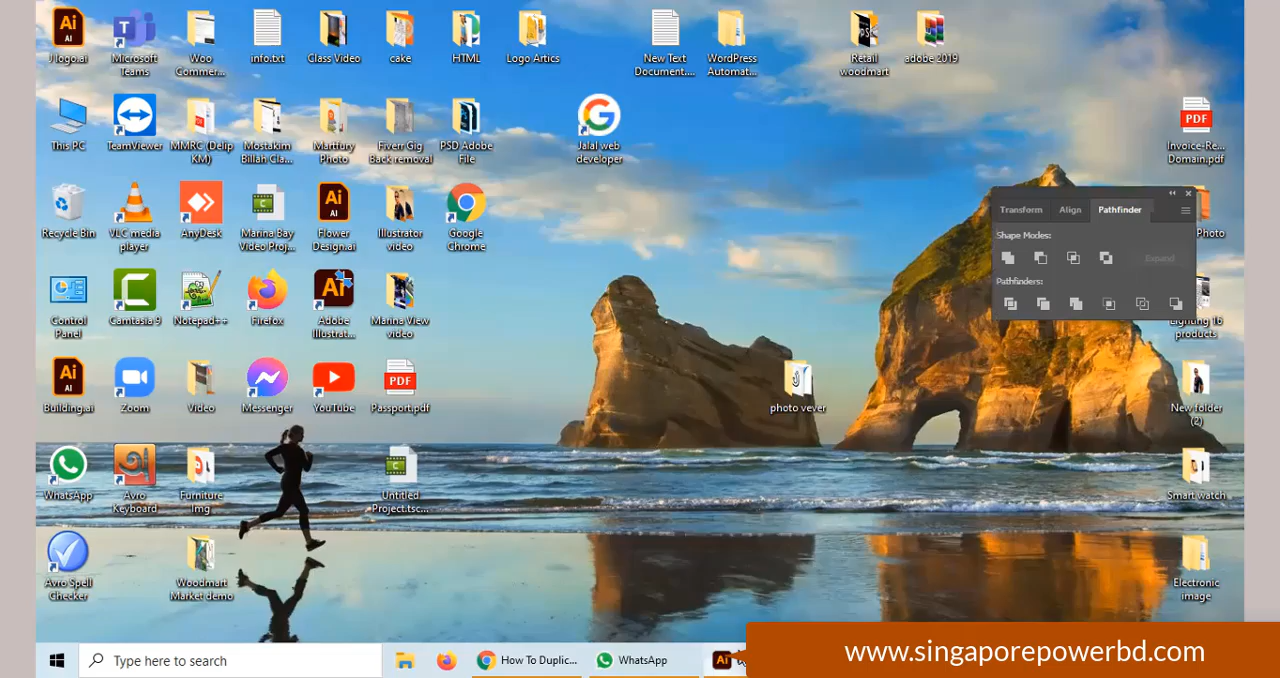 Ai
AI
J logo.ai
Microsoft
Teams
Woo
Commer...
info.txt
Class Video
cake
HTML
Logo Artics
New Text
Document....
WordPress
Automat...
Retail
woodmart
adobe 2019
This PC
TeamViewer
MMRC (Delip
KM)
Mostakim
Billah Cla...
Martfury
Photo
Fiverr Gig
Back removal
PSD Adobe
File
Jalal web
developer
PDF
Invoice-Re...
Domain.pdf
Recycle Bin
VLC media
player
AnyDesk
Marina Bay
Video Proj...
Ai
AI
Flower
Design.ai
Illustrator
video
Google
Chrome
Transform
Align
Pathfinder
Shape Modes:
Expand
Pathfinders:
Photo
Control
Panel
Camtasia 9
Notepad++
Firefox
Ai
Adobe
Illustrat...
Marina View
video
Lighting 16
products
Ai
AI
Building.ai
Zoom
Video
Messenger
YouTube
PDF
Passport.pdf
photo vever
New folder
(2)
WhatsApp
Avro
Keyboard
Furniture
Img
Untitled
Project.tsc...
Smart watch
Avro Spell
Checker
Woodmart
Market demo
Electronic
image
Type here to search
How To Duplic...
WhatsApp
Ai
www.singaporepowerbd.com